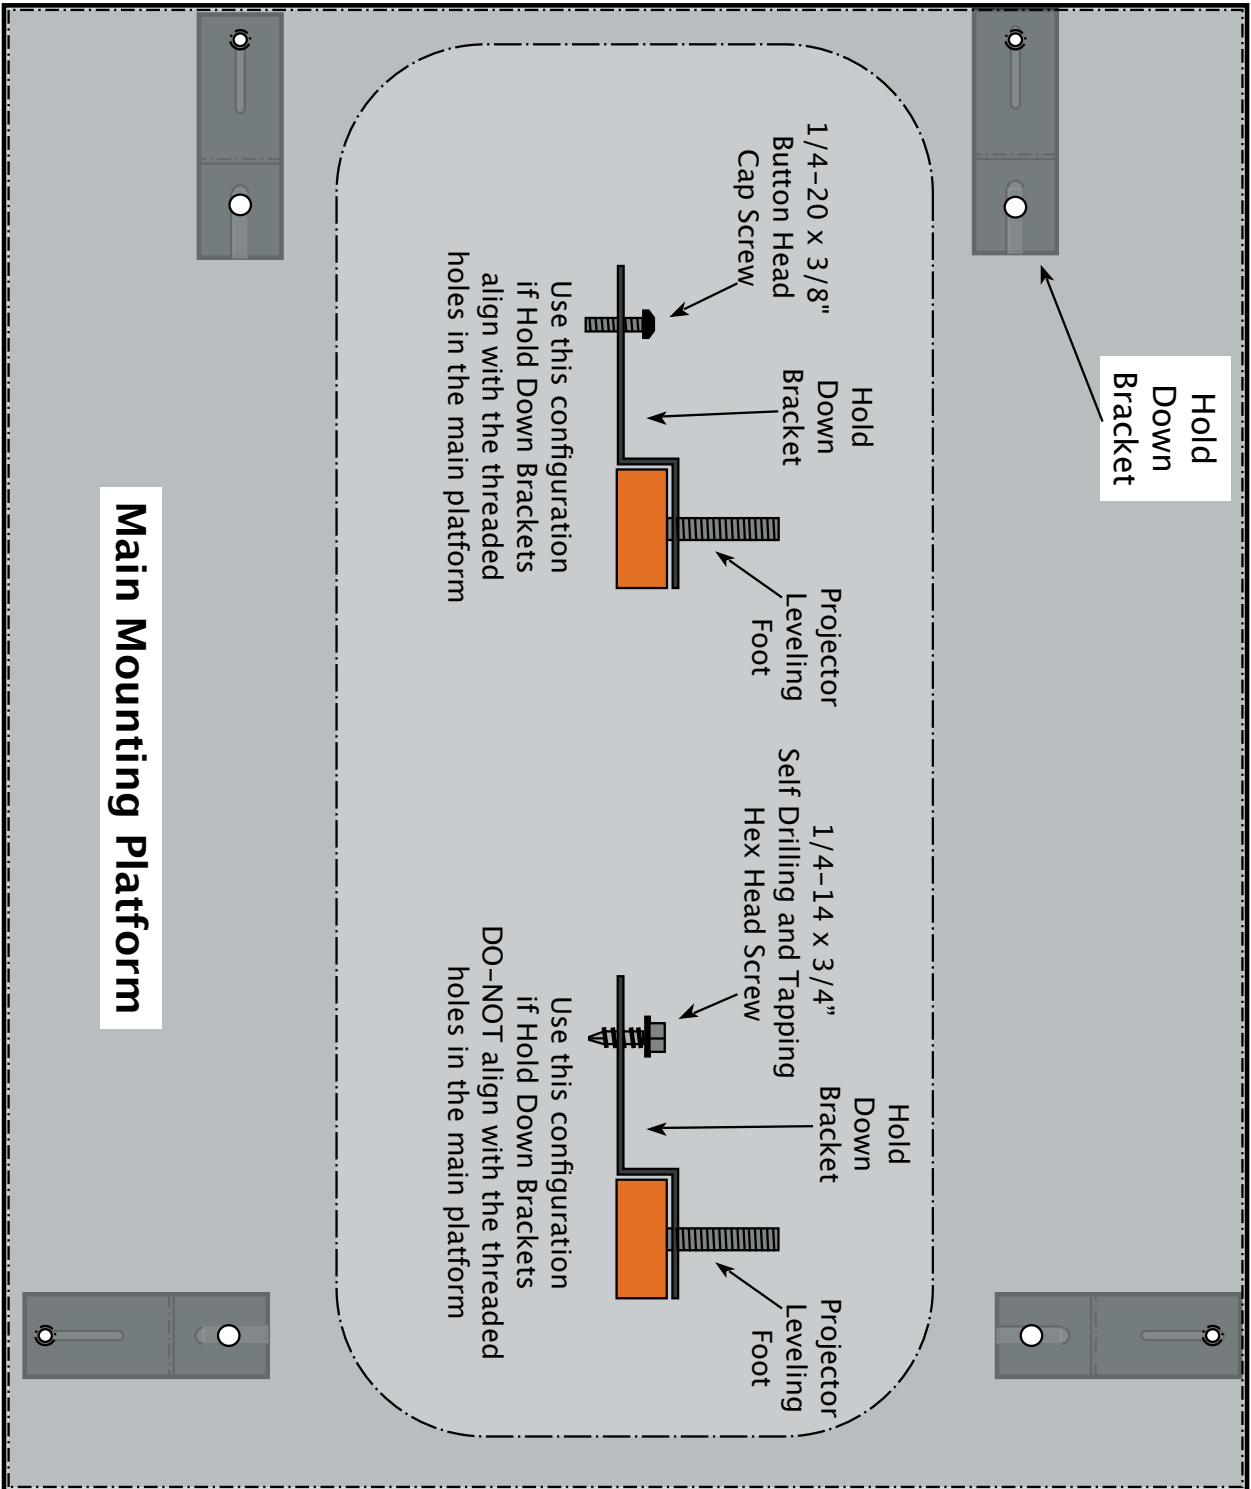 Hold
Down
Bracket
1/4-20 x 3/8"
Button Head
Cap Screw
Hold
Down
Bracket
Projector
Leveling
Foot
Use this configuration
if Hold Down Brackets
align with the threaded
holes in the main platform
1/4-14 x 3/4”
Self Drilling and Tapping
Hex Head Screw
Hold
Down
Bracket
Projector
Leveling
Foot
Use this configuration
if Hold Down Brackets
DO-NOT align with the threaded
holes in the main platform
Main Mounting Platform